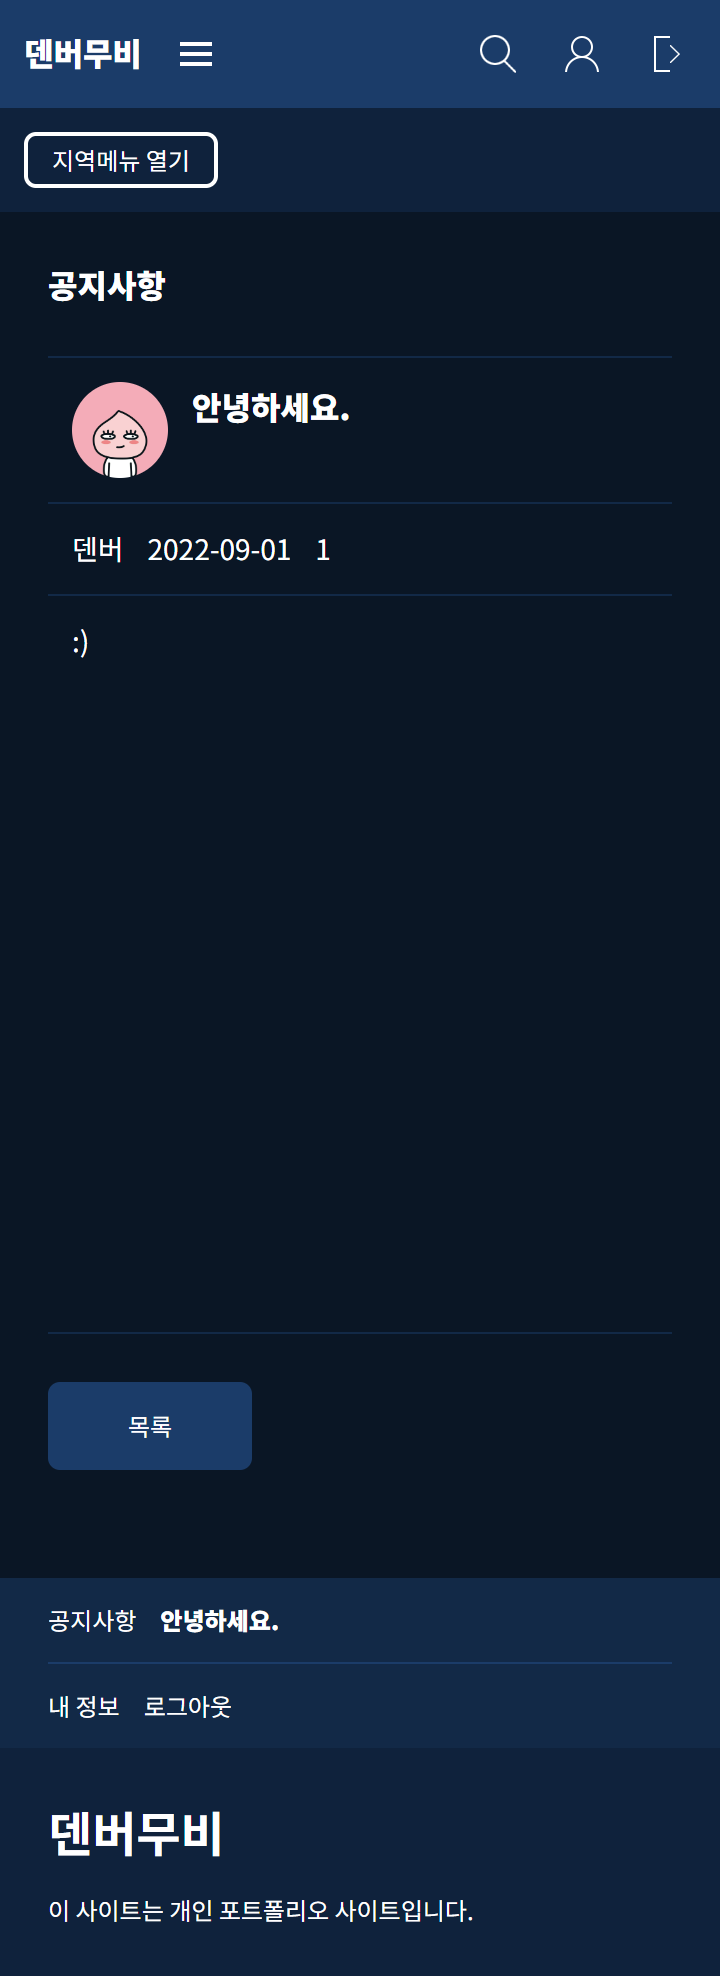 덴버무비
지역메뉴 열기
공지사항
안녕하세요.
덴버 2022-09-01 1
:)
목록
공지사항 안녕하세요.
내 정보 로그아웃
덴버무비
이 사이트는 개인 포트폴리오 사이트입니다.